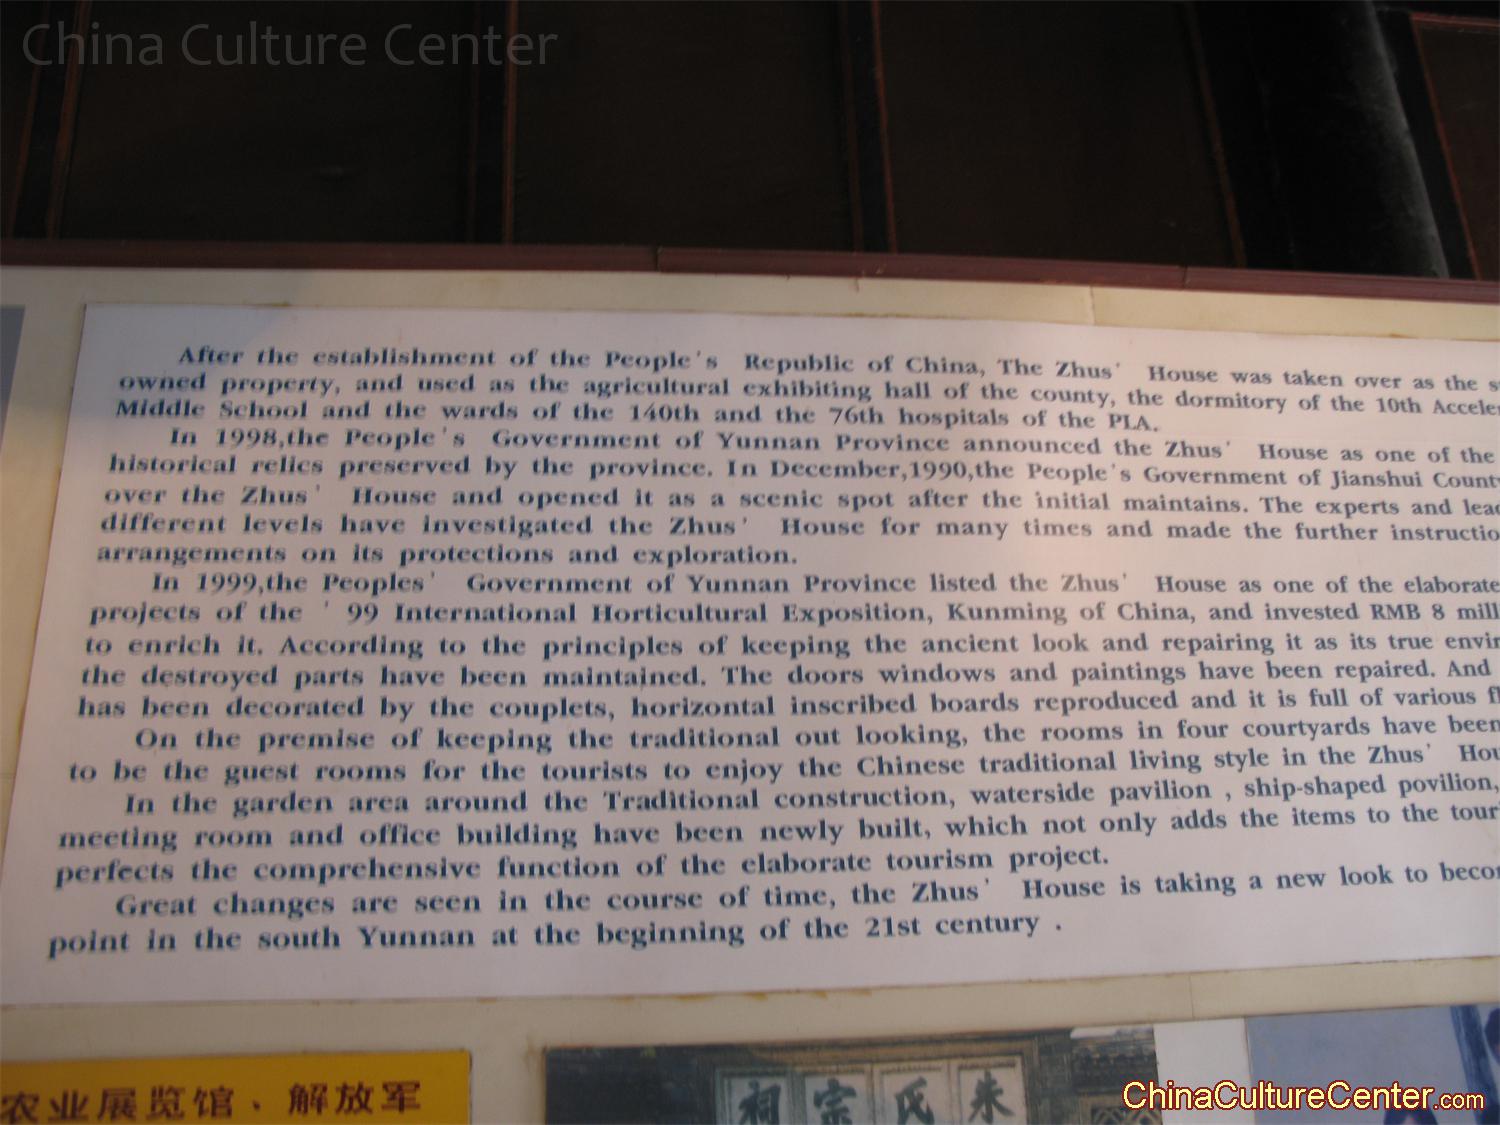 China Culture Center
After the establishment of the People's Republic of China, The Zhus' House was taken over as the
owned property, and used as the agricultural exhibiting hall of the county, the dormitory of the 10th
Middle School and the wards of the 140th and the 76th hospitals of the PLA.
In 1998,the People's Government of Yunnan Province announced the Zhus' House as one of the
historical relics preserved by the province. In December,1990,the People's Government of Jianshui
over the Zhus' House and opened it as a scenic spot after the initial maintains. The experts and
different levels have investigated the Zhus' House for many times and made the further
arrangements on its protections and exploration.
In 1999,the Peoples' Government of Yunnan Province listed the Zhus' House as one of the elaborate
projects of the '99 International Horticultural Exposition, Kunming of China, and invested RMB 8
to enrich it. According to the principles of keeping the ancient look and repairing it as its true
the destroyed parts have been maintained. The doors windows and paintings have been repaired. And
has been decorated by the couplets, horizontal inscribed boards reproduced and it is full of various
On the premise of keeping the traditional out looking, the rooms in four courtyards have been
to be the guest rooms for the tourists to enjoy the Chinese traditional living style in the Zhus'
In the garden area around the Traditional construction, waterside pavilion , ship-shaped povilion,
meeting room and office building have been newly built, which not only adds the items to the
perfects the comprehensive function of the elaborate tourism project.
Great changes are seen in the course of time, the Zhus' House is taking a new look to
point in the south Yunnan at the beginning of the 21st century .
农业展览馆、解放军
祠宗氏朱
ChinaCultureCenter.com